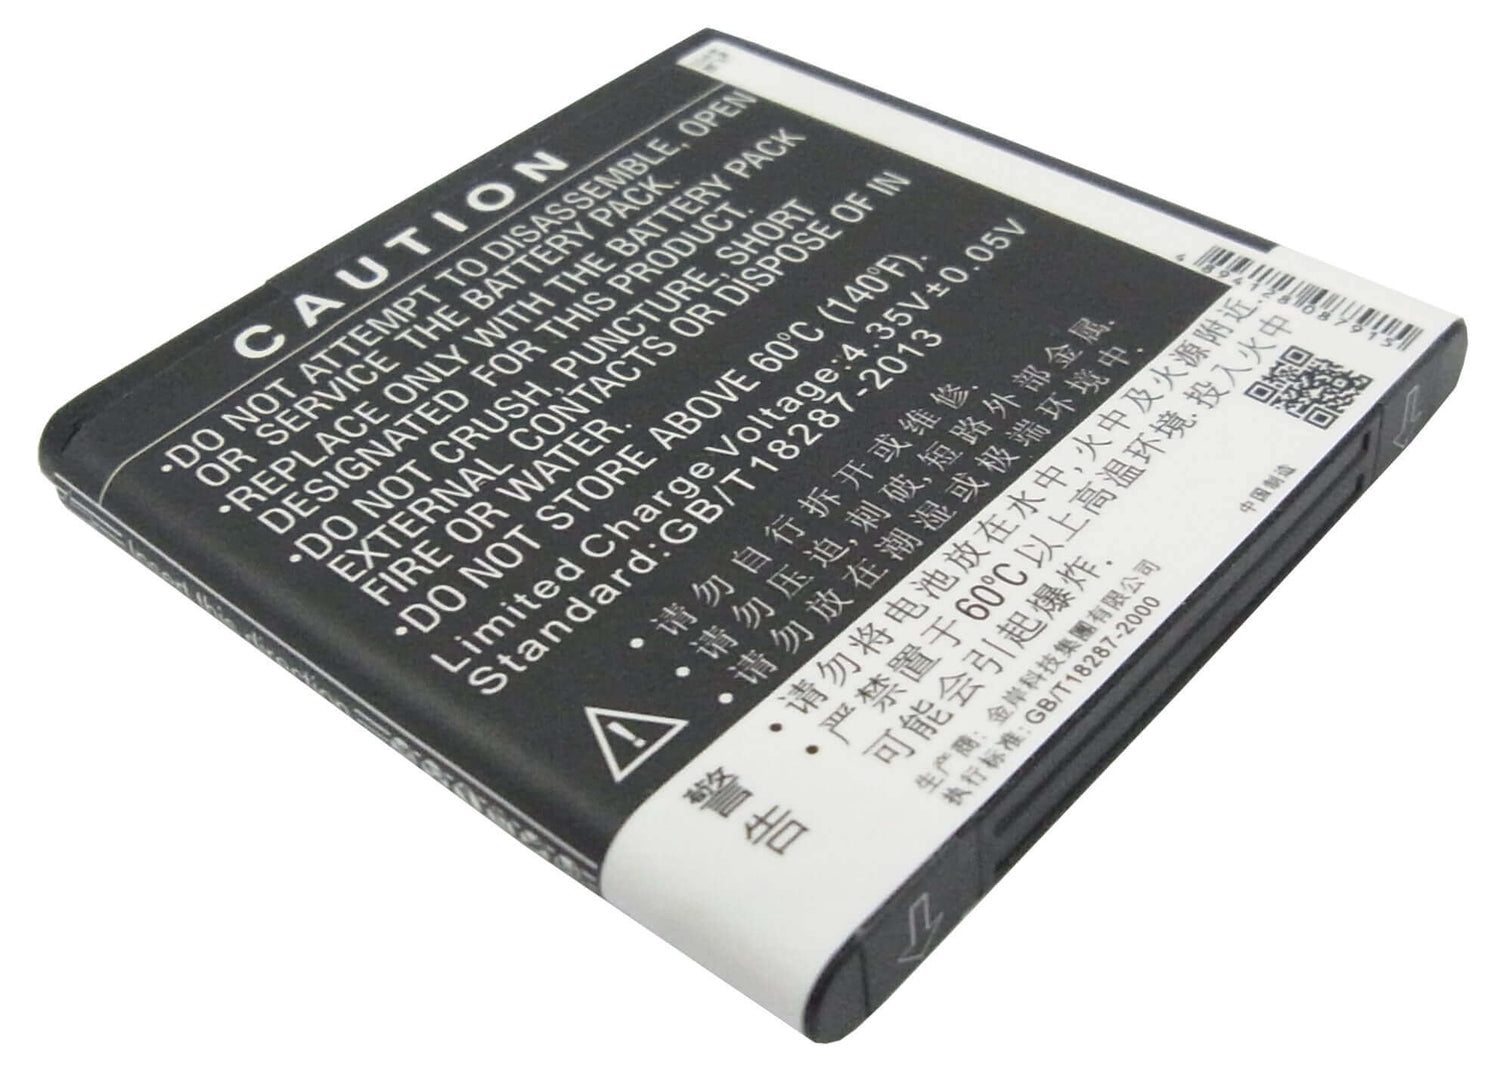 CAUTION
·DO NOT ATTEMPT TO DISASSEMBLE, OPEN
OR SERVICE THE BATTERY PACK.
·REPLACE ONLY WITH THE BATTERY PACK
DESIGNATED FOR THIS PRODUCT.
·DO NOT CRUSH, PUNCTURE, SHORT
EXTERNAL CONTACTS OR DISPOSE OF IN
FIRE OR WATER.
·DO NOT STORE ABOVE 60ºC (140ºF).
Limited Charge Voltage:4.35V±0.05V
Standard:GB/T18287-2013
• 请勿自行拆开或维修.
• 请勿压迫,刺破,短路外部金属.
• 请勿放在潮湿或极端环境中.
警告
• 请勿将电池放在水中,火中及火源附近.
• 严禁置于60ºC以上高温环境.投入火中
可能会引起爆炸.
生产商: 金岸科技集團有限公司
执行标准: GB/T18287-2000
中国制造